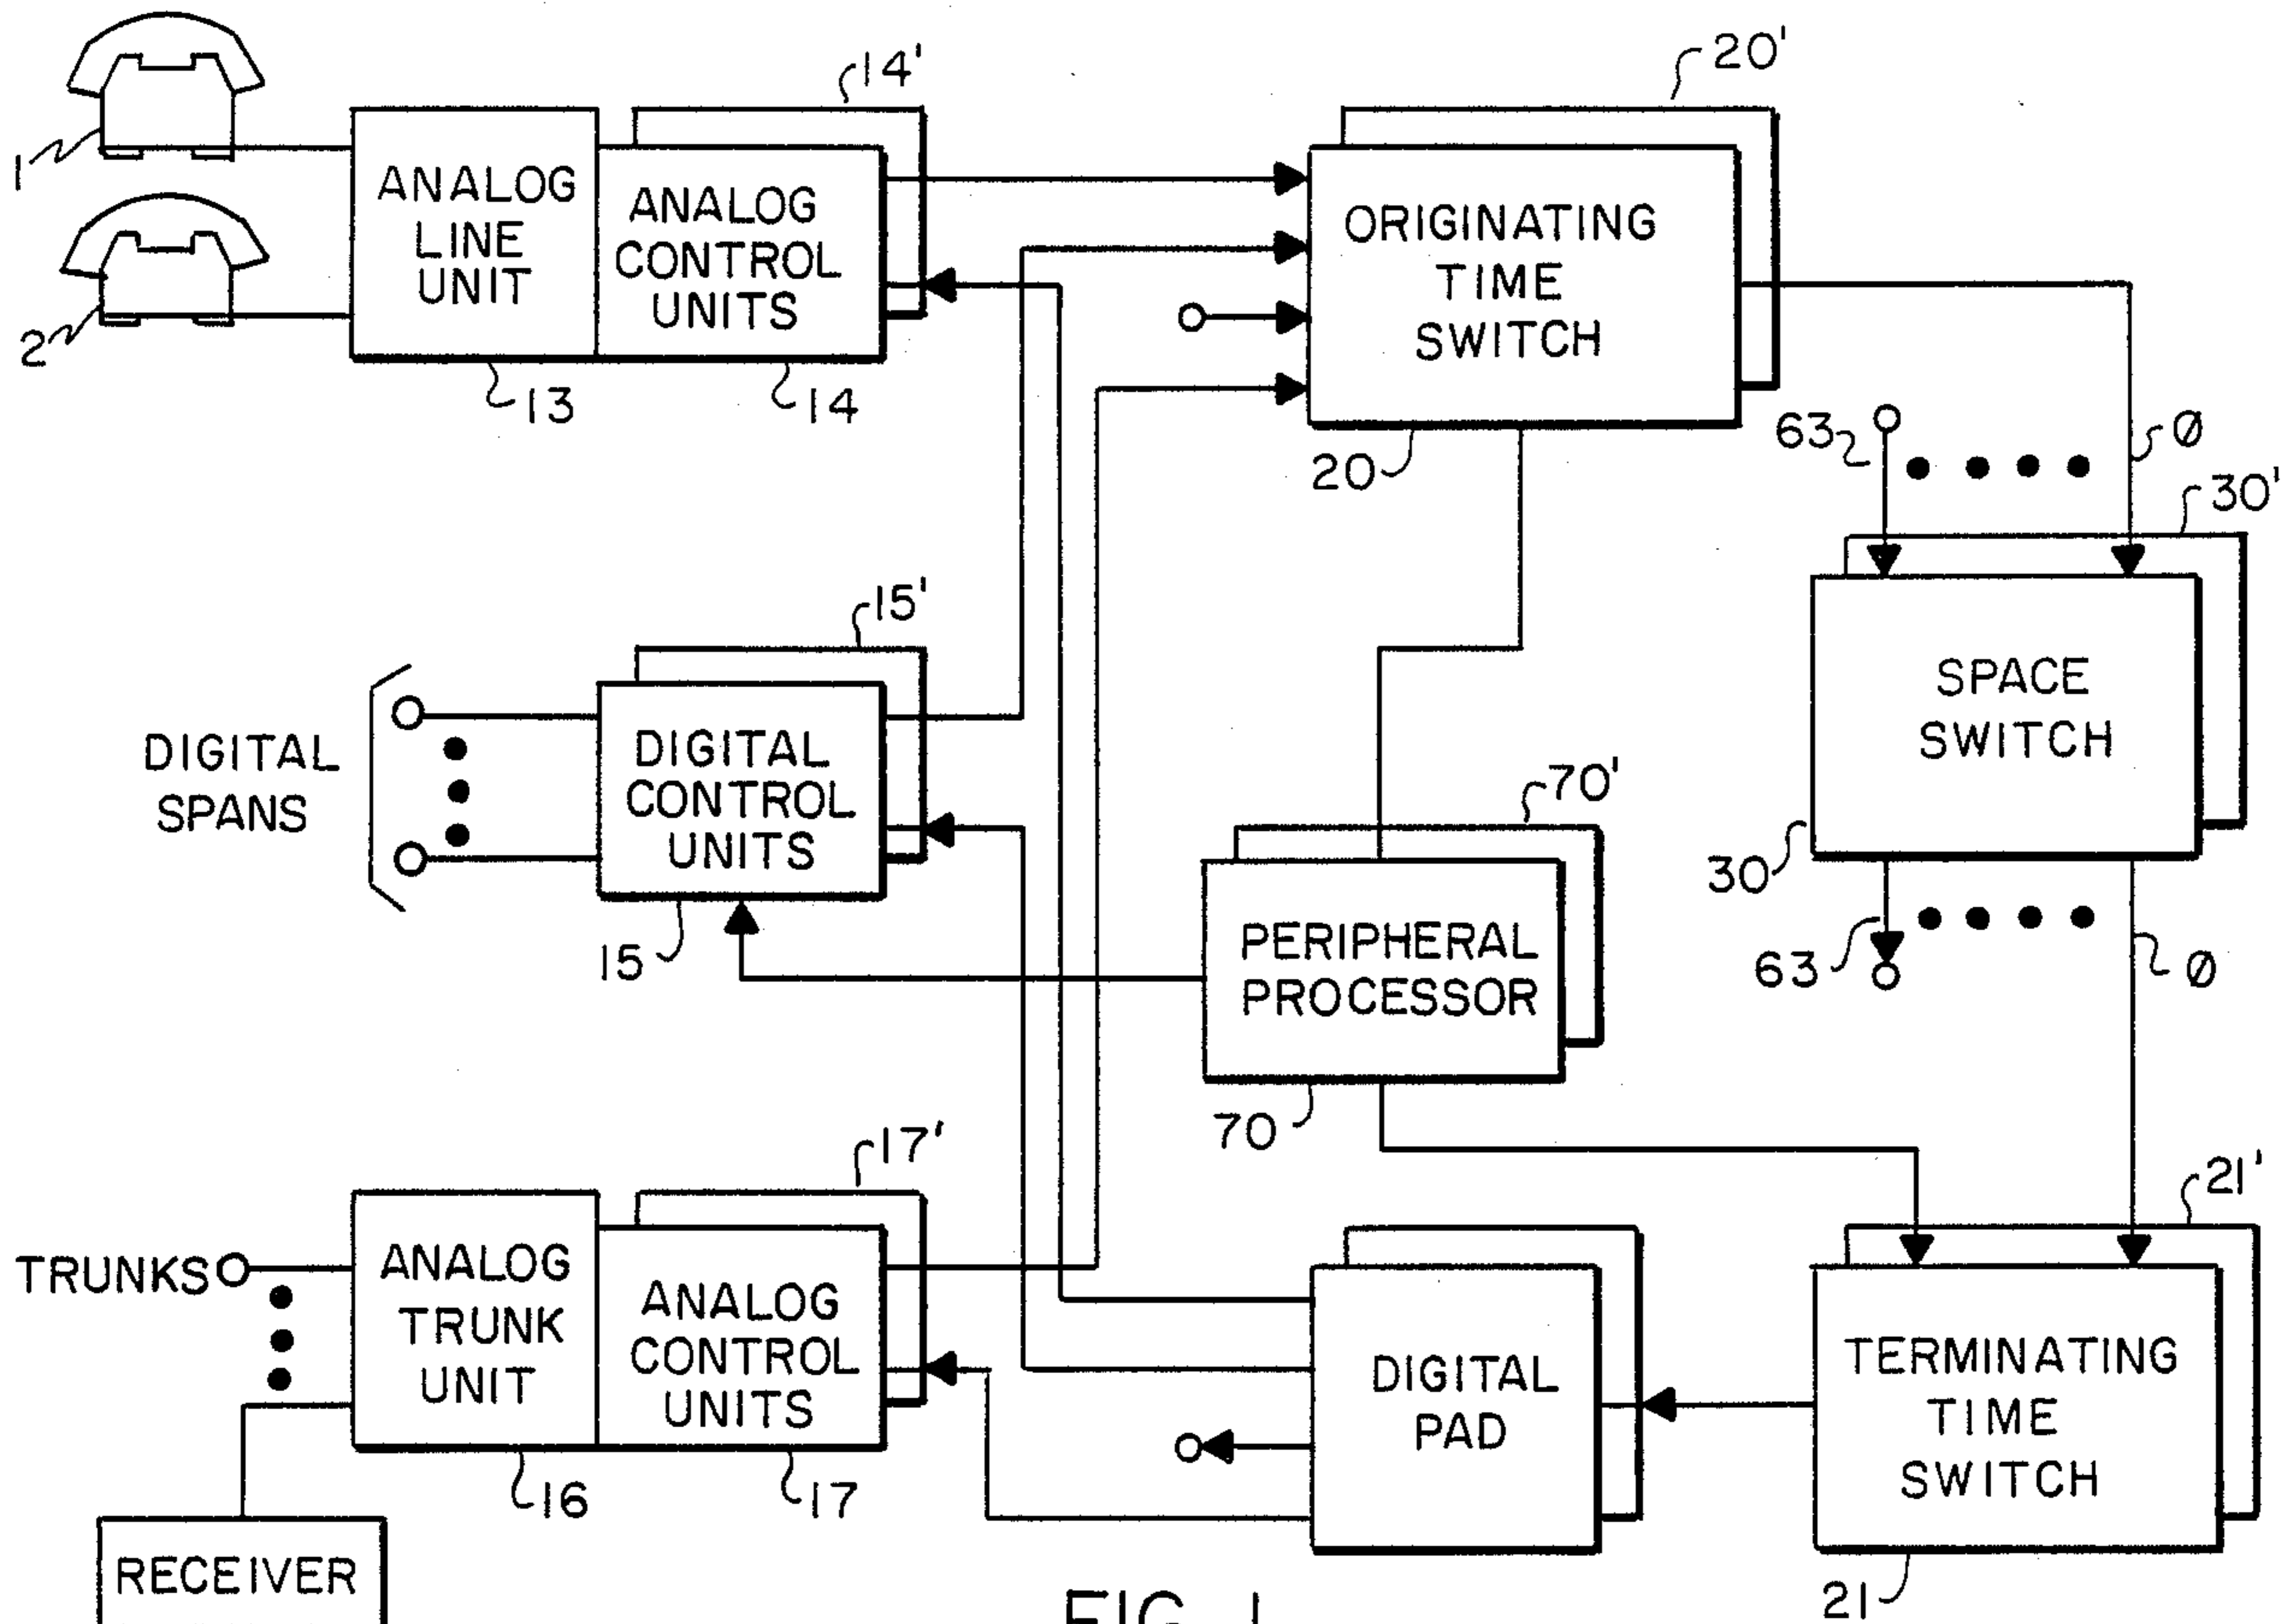 1
2
ANALOG
LINE
UNIT
13
ANALOG
CONTROL
UNITS
14
14'
ORIGINATING
TIME
SWITCH
20
20'
63
Ø
30'
SPACE
SWITCH
30
63
Ø
DIGITAL
SPANS
DIGITAL
CONTROL
UNITS
15
15'
PERIPHERAL
PROCESSOR
70
70'
TRUNKS
ANALOG
TRUNK
UNIT
16
ANALOG
CONTROL
UNITS
17
17'
DIGITAL
PAD
TERMINATING
TIME
SWITCH
21
21'
RECEIVER
FIG. 1